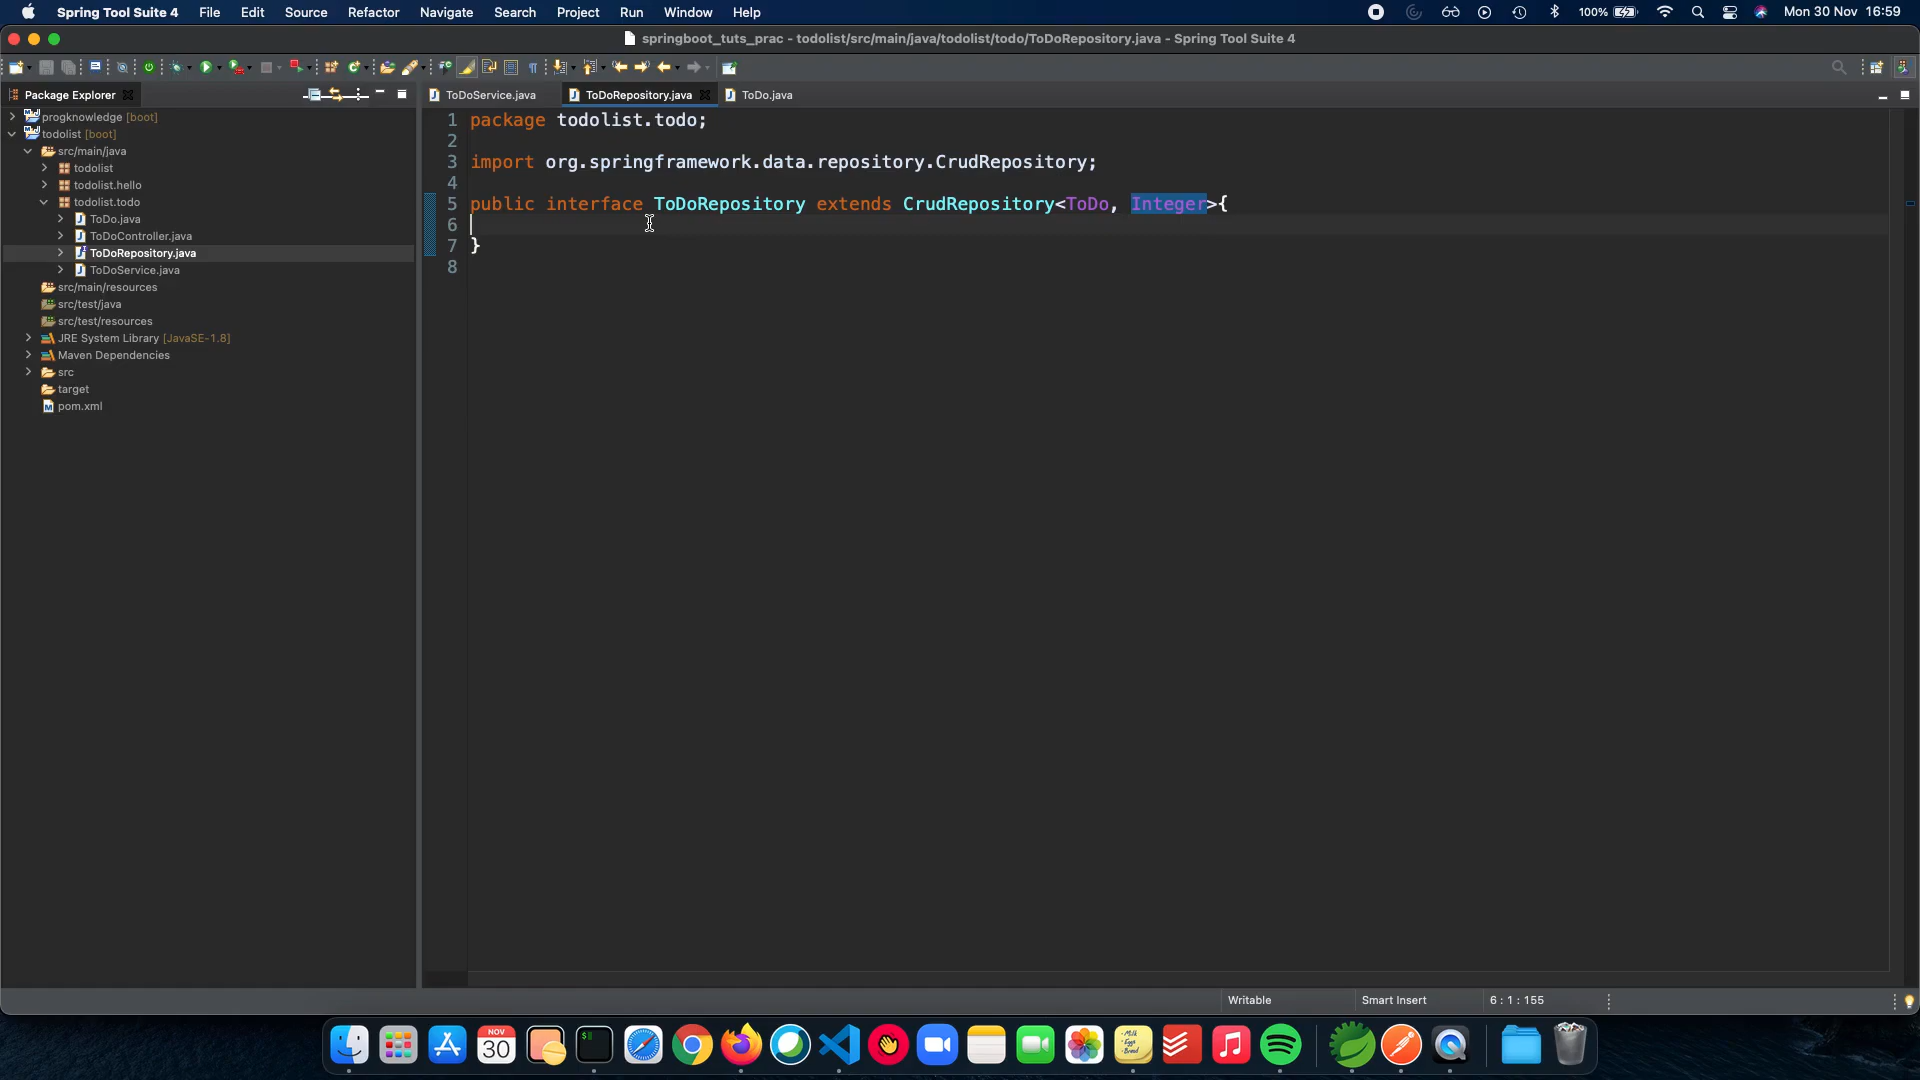 Spring Tool Suite 4 File Edit Source Refactor Navigate Search Project Run Window Help 100% Mon 30 Nov 16:59
springboot_tuts_prac - todolist/src/main/java/todolist/todo/ToDoRepository.java - Spring Tool Suite 4
Package Explorer
progknowledge [boot]
todolist [boot]
src/main/java
todolist
todolist.hello
todolist.todo
ToDo.java
ToDoController.java
ToDoRepository.java
ToDoService.java
src/main/resources
src/test/java
src/test/resources
JRE System Library [JavaSE-1.8]
Maven Dependencies
src
target
pom.xml
ToDoService.java ToDoRepository.java ToDo.java
1 package todolist.todo;
2
3 import org.springframework.data.repository.CrudRepository;
4
5 public interface ToDoRepository extends CrudRepository<ToDo, Integer>{
6
7 }
8
Writable Smart Insert 6 : 1 : 155
NOV
30